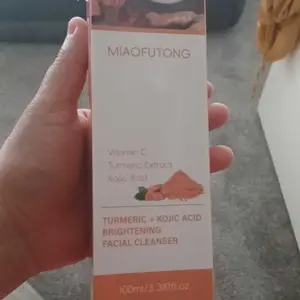 MIAOFUTONG
Vitamin C
Turmeric Extract
Kojic Acid
TURMERIC + KOJIC ACID
BRIGHTENING
FACIAL CLEANSER
100ml/3.38fl.oz